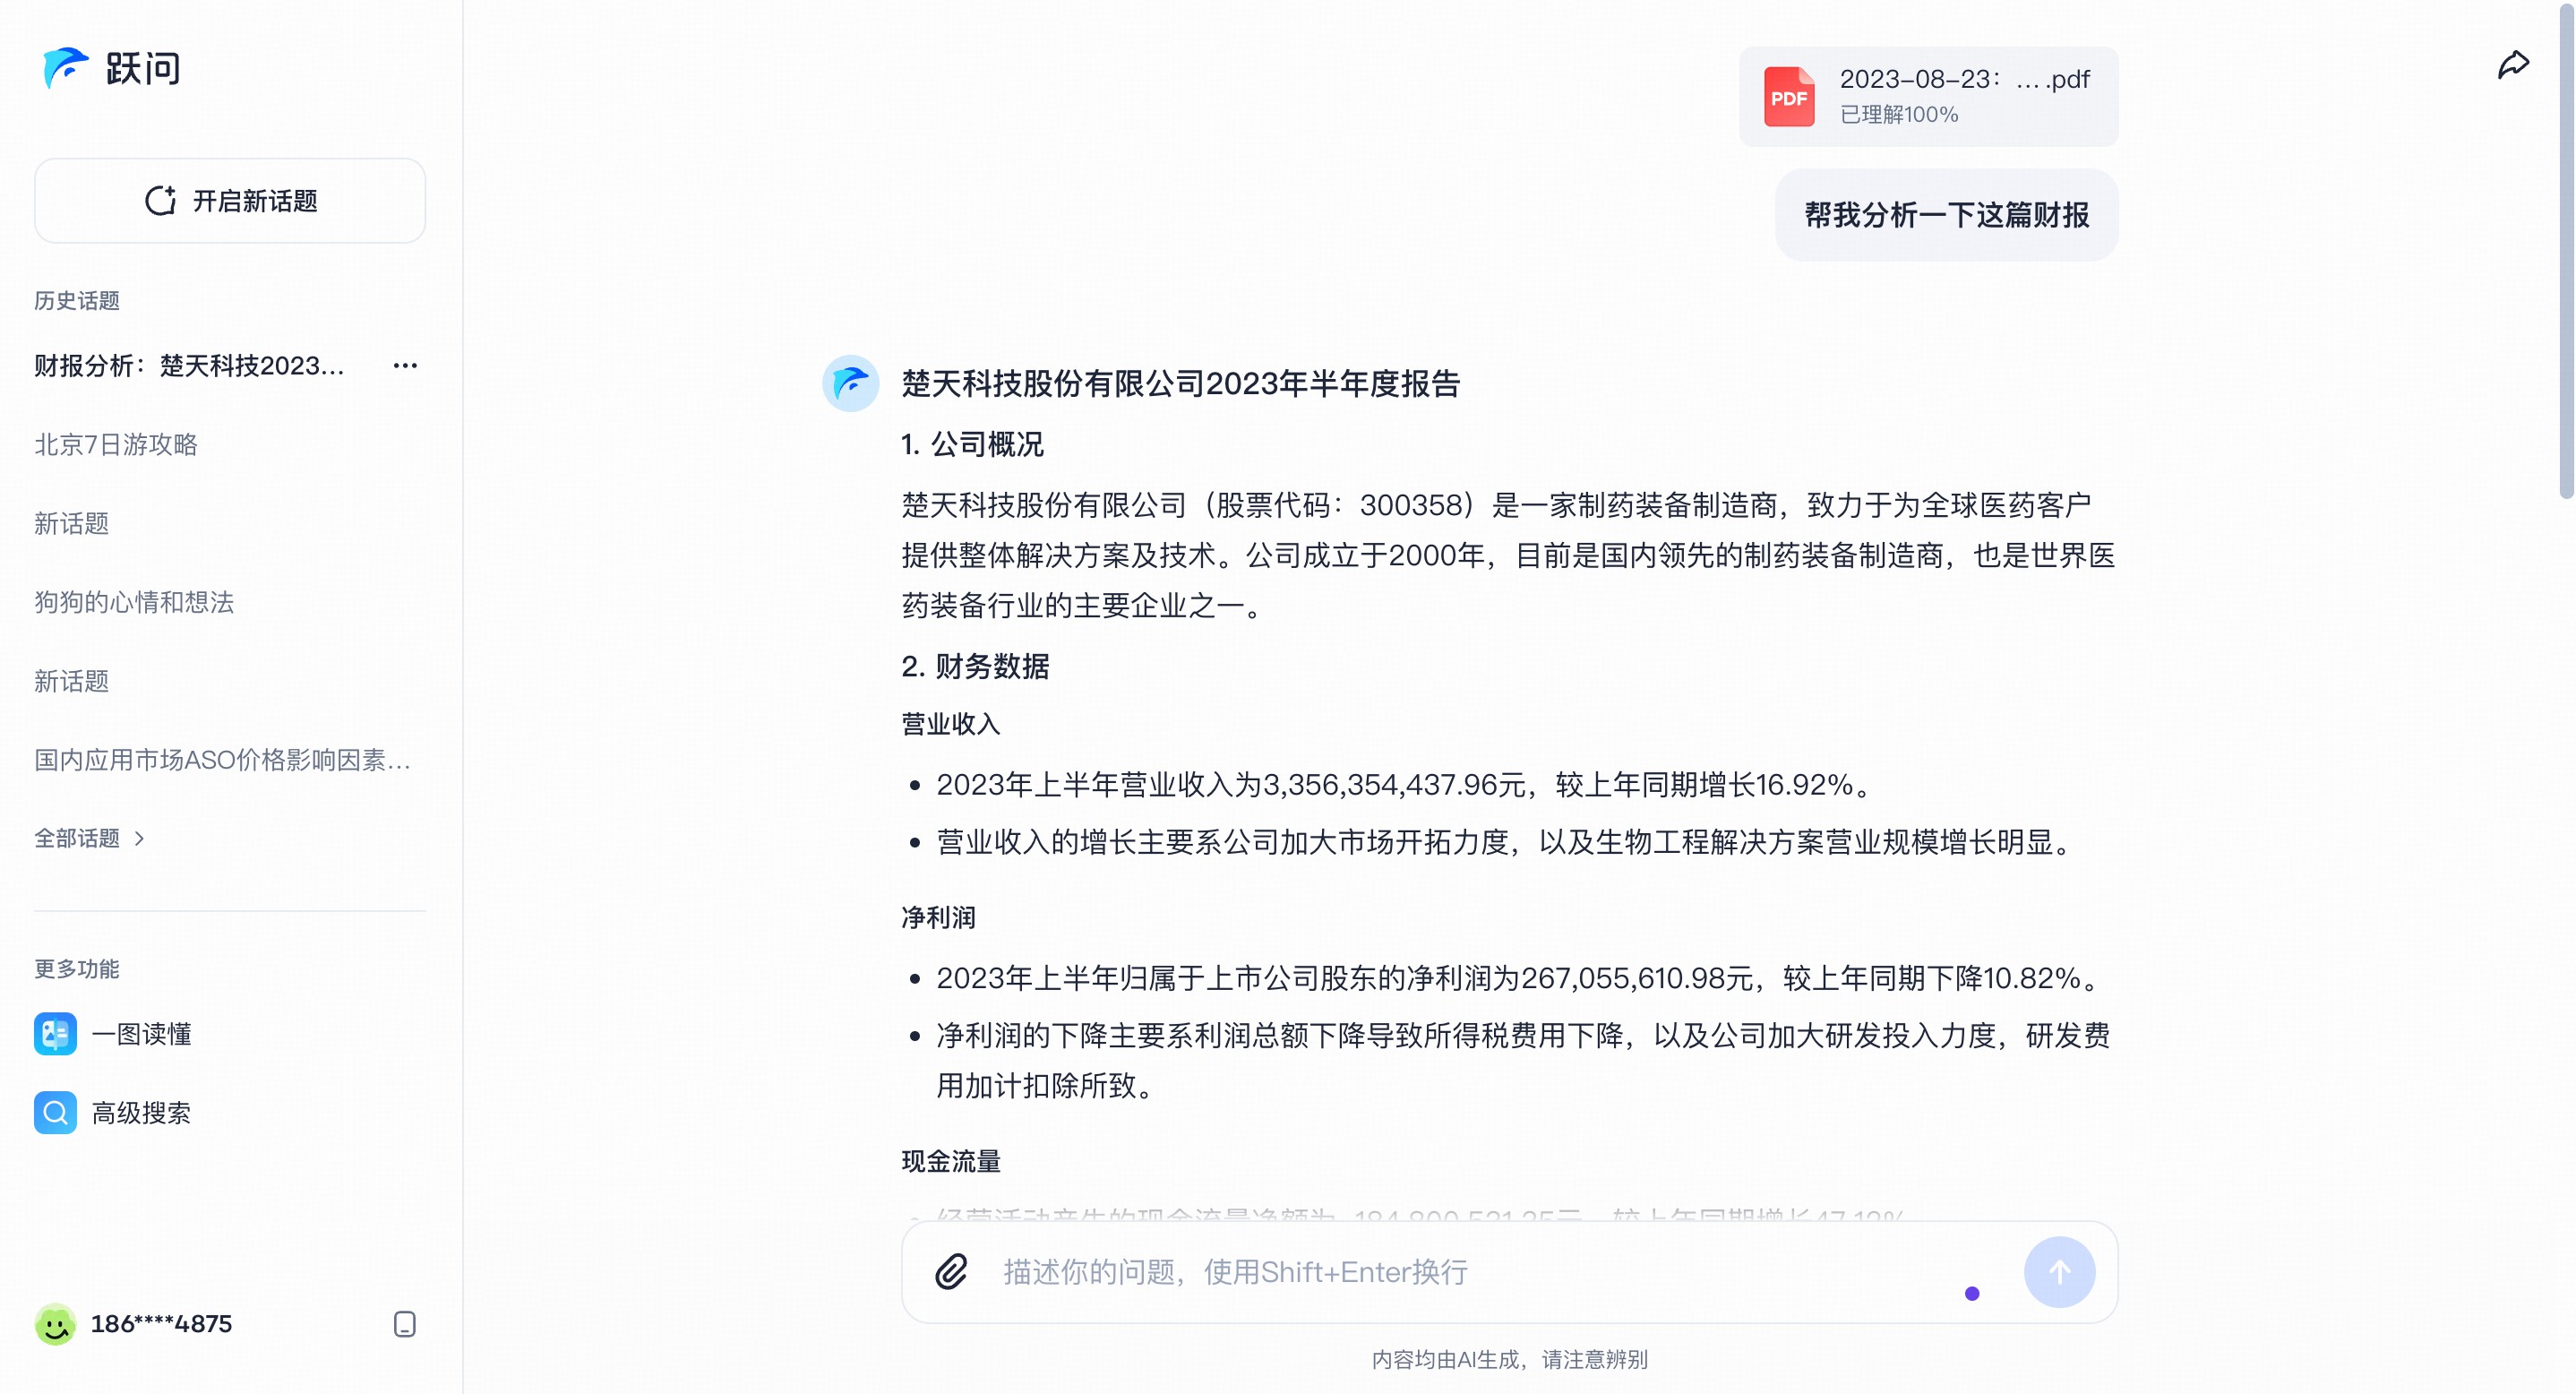 跃问
开启新话题
历史话题
财报分析：楚天科技2023...
北京7日游攻略
新话题
狗狗的心情和想法
新话题
国内应用市场ASO价格影响因素...
全部话题
更多功能
一图读懂
高级搜索
186****4875
PDF
2023-08-23： ... .pdf
已理解100%
帮我分析一下这篇财报
楚天科技股份有限公司2023年半年度报告
1. 公司概况
楚天科技股份有限公司（股票代码：300358）是一家制药装备制造商，致力于为全球医药客户
提供整体解决方案及技术。公司成立于2000年，目前是国内领先的制药装备制造商，也是世界医
药装备行业的主要企业之一。
2. 财务数据
营业收入
• 2023年上半年营业收入为3,356,354,437.96元，较上年同期增长16.92%。
• 营业收入的增长主要系公司加大市场开拓力度，以及生物工程解决方案营业规模增长明显。
净利润
• 2023年上半年归属于上市公司股东的净利润为267,055,610.98元，较上年同期下降10.82%。
• 净利润的下降主要系利润总额下降导致所得税费用下降，以及公司加大研发投入力度，研发费
用加计扣除所致。
现金流量
• 经营活动产生的现金流量净额为 较上年同期增长
描述你的问题，使用Shift+Enter换行
内容均由AI生成，请注意辨别